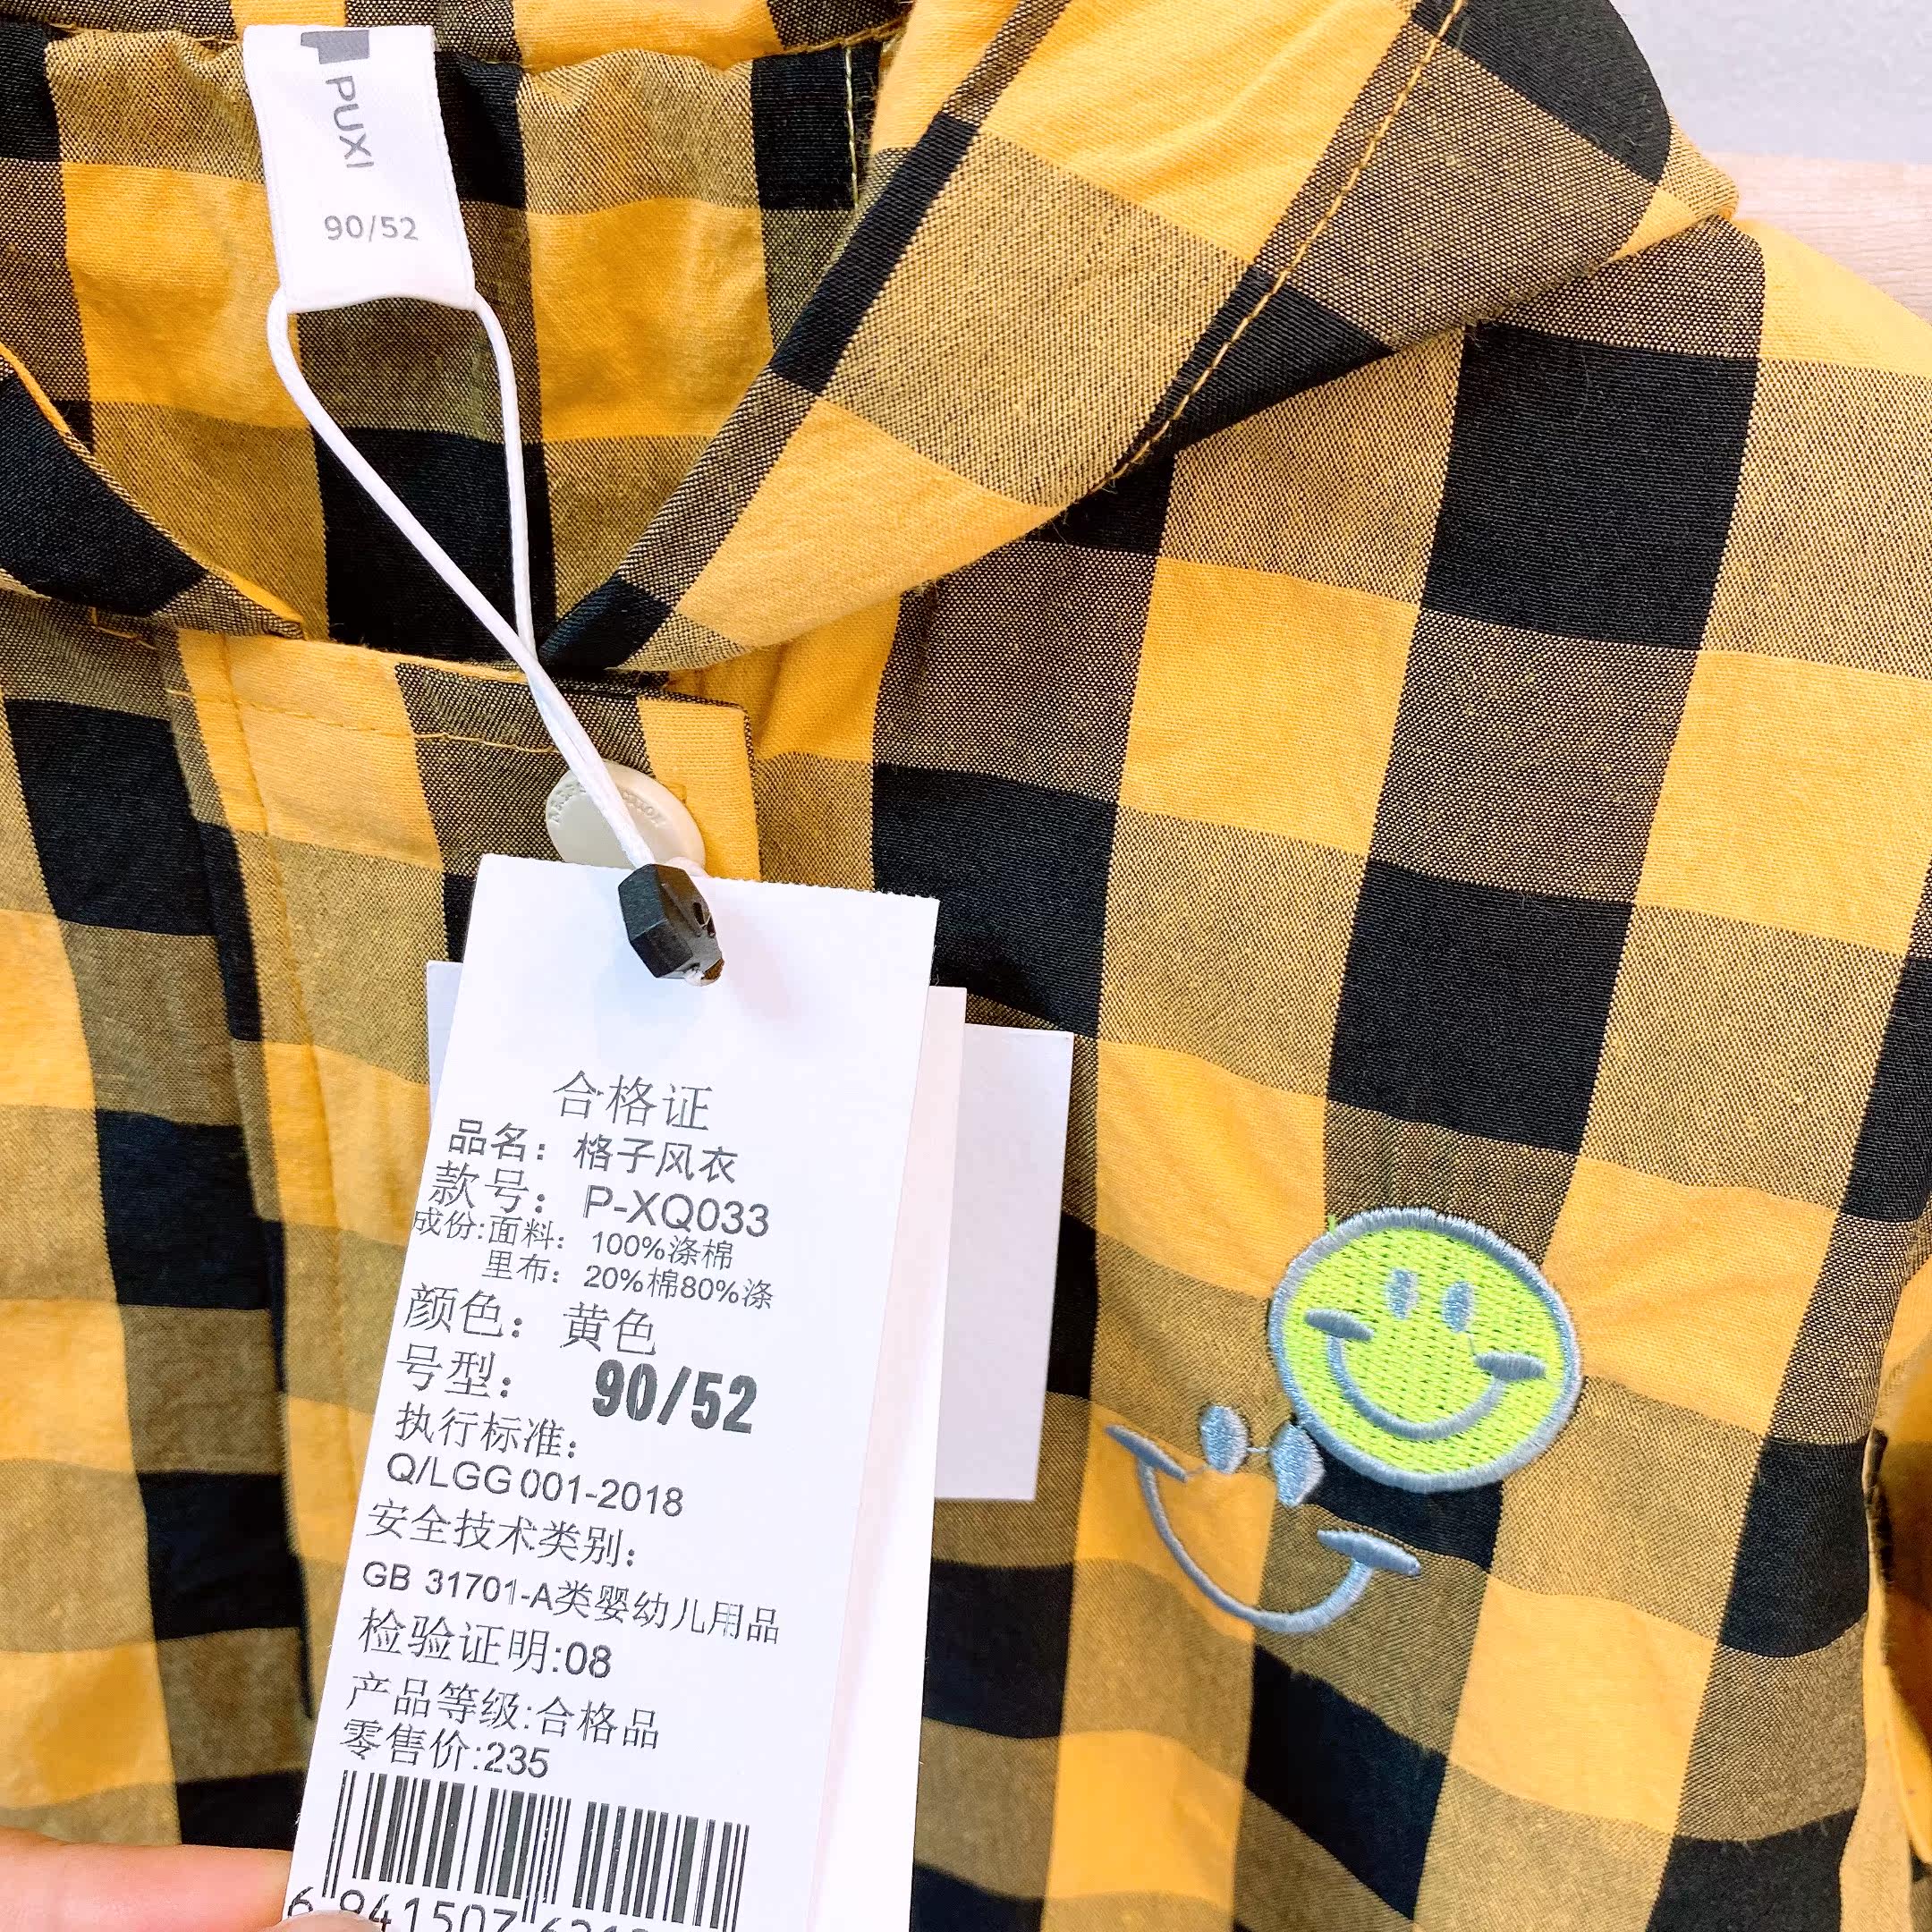 PUXI
90/52
合格证
品名：格子风衣
款号：P-XQ033
成份:面料：100%涤棉
里布：20%棉80%涤
颜色：黄色
号型：90/52
执行标准：
Q/LGG 001-2018
安全技术类别：
GB 31701-A类婴幼儿用品
检验证明:08
产品等级:合格品
零售价:235
6 941507